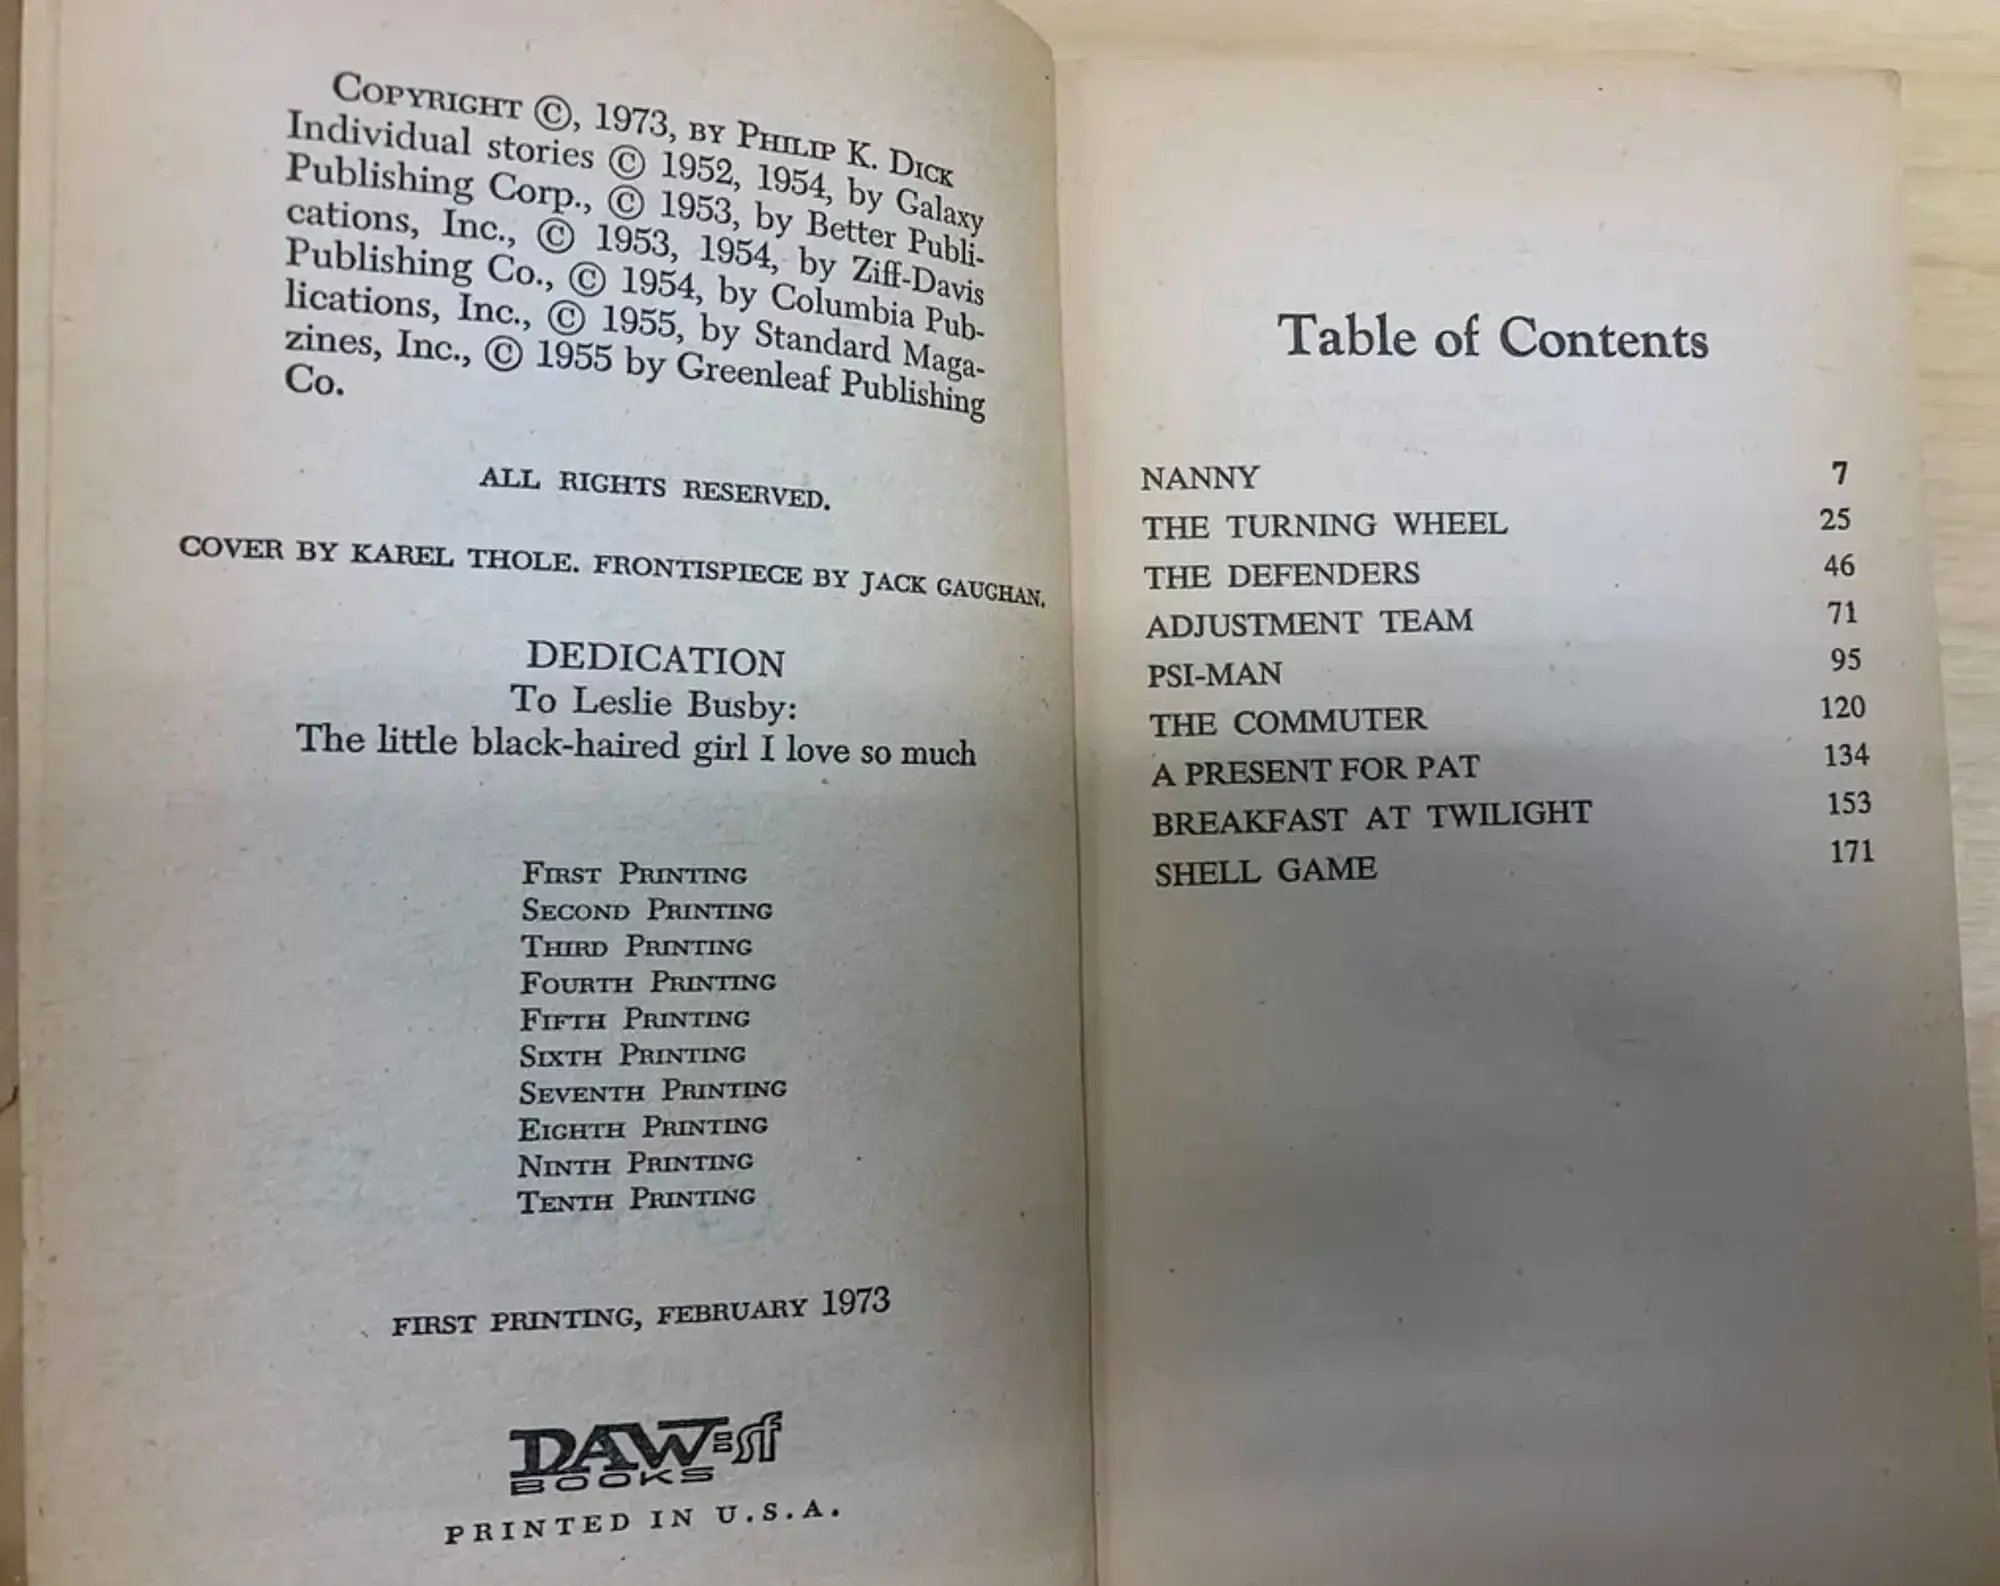 COPYRIGHT ©, 1973, BY PHILIP K. DICK
Individual stories © 1952, 1954, by Galaxy
Publishing Corp., © 1953, by Better Publi-
cations, Inc., © 1953, 1954, by Ziff-Davis
Publishing Co., © 1954, by Columbia Pub-
lications, Inc., © 1955, by Standard Maga-
zines, Inc., © 1955 by Greenleaf Publishing
Co.
ALL RIGHTS RESERVED.
COVER BY KAREL THOLE. FRONTISPIECE BY JACK GAUGHAN.
DEDICATION
To Leslie Busby:
The little black-haired girl I love so much
FIRST PRINTING
SECOND PRINTING
THIRD PRINTING
FOURTH PRINTING
FIFTH PRINTING
SIXTH PRINTING
SEVENTH PRINTING
EIGHTH PRINTING
NINTH PRINTING
TENTH PRINTING
FIRST PRINTING, FEBRUARY 1973
DAW sf
BOOKS
PRINTED IN U.S.A.
Table of Contents
NANNY 7
THE TURNING WHEEL 25
THE DEFENDERS 46
ADJUSTMENT TEAM 71
PSI-MAN 95
THE COMMUTER 120
A PRESENT FOR PAT 134
BREAKFAST AT TWILIGHT 153
SHELL GAME 171